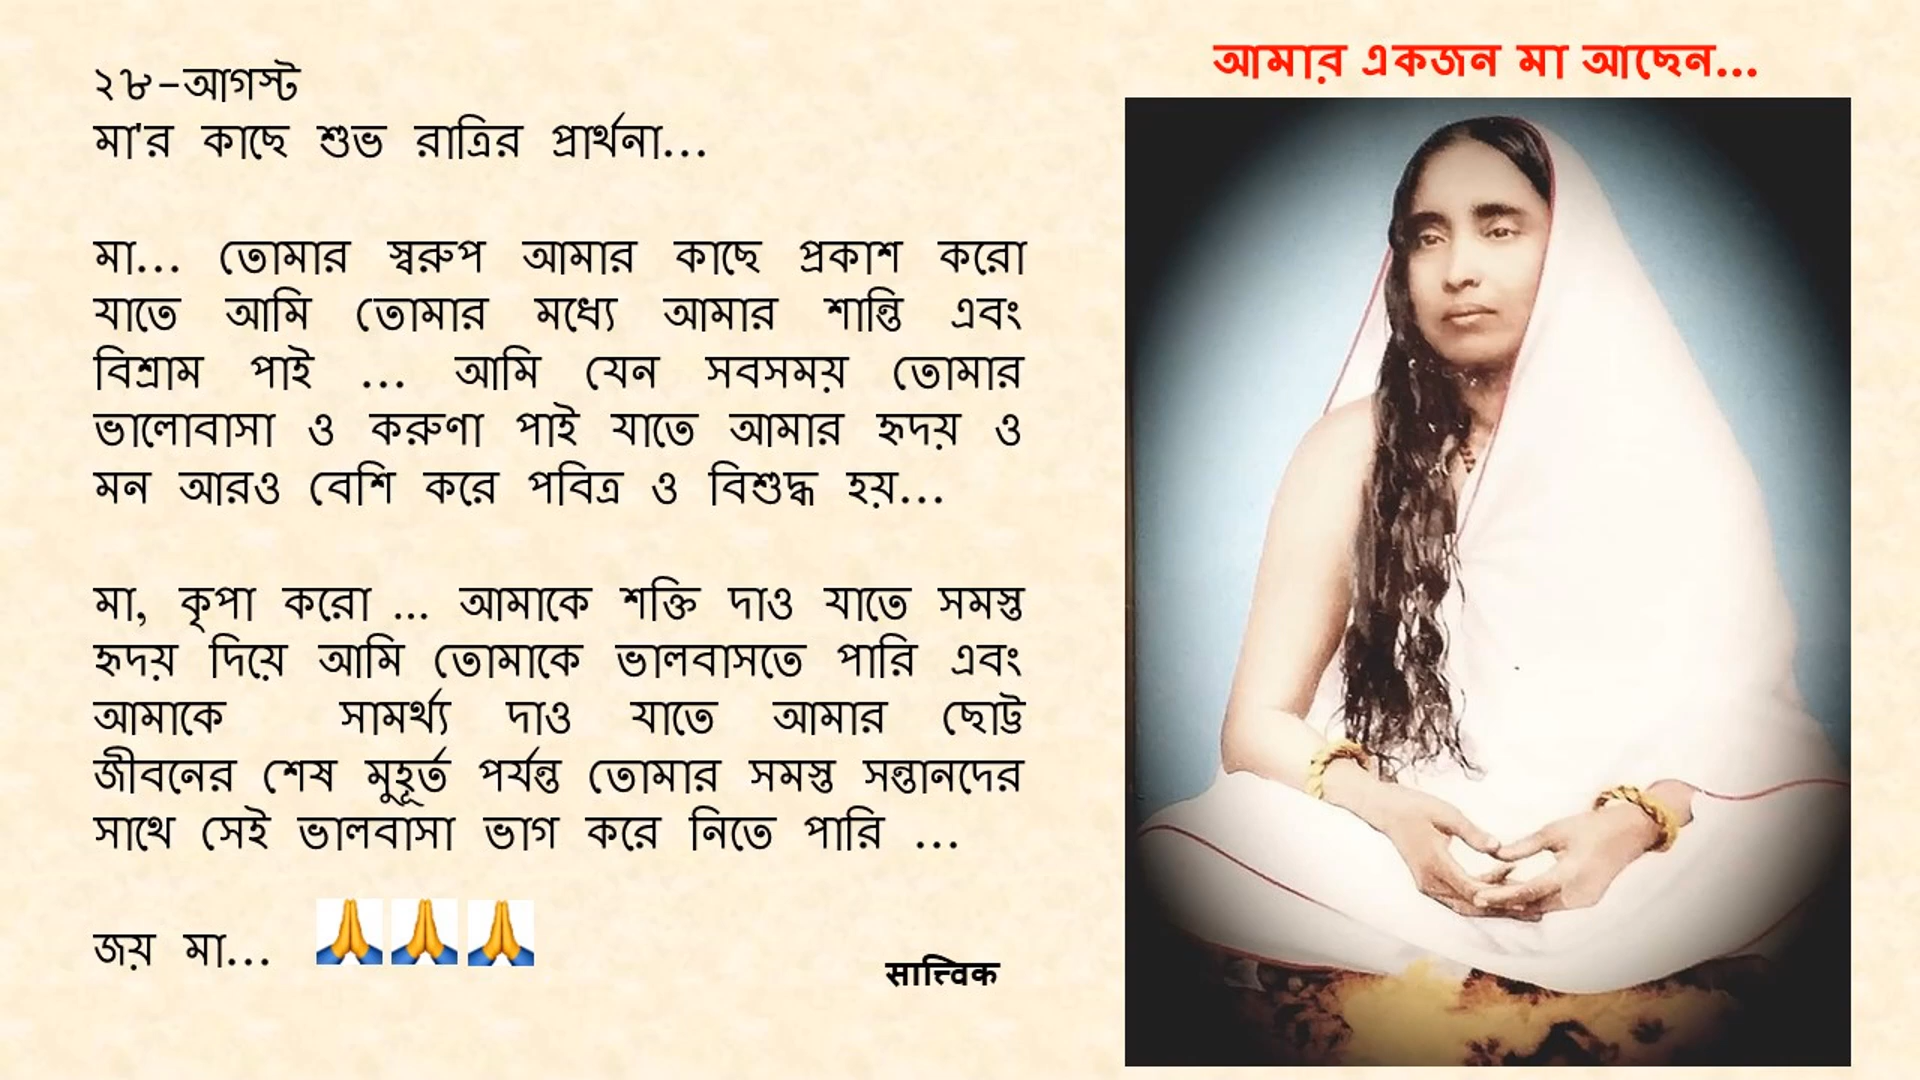 ২৮–আগস্ট
মা'র কাছে শুভ রাত্রির প্রার্থনা...
মা... তোমার স্বরুপ আমার কাছে প্রকাশ করো
যাতে আমি তোমার মধ্যে আমার শান্তি এবং
বিশ্রাম পাই ... আমি যেন সবসময় তোমার
ভালোবাসা ও করুণা পাই যাতে আমার হৃদয় ও
মন আরও বেশি করে পবিত্র ও বিশুদ্ধ হয়...
মা, কৃপা করো ... আমাকে শক্তি দাও যাতে সমস্ত
হৃদয় দিয়ে আমি তোমাকে ভালবাসতে পারি এবং
আমাকে সামর্থ্য দাও যাতে আমার ছোট্ট
জীবনের শেষ মুহূর্ত পর্যন্ত তোমার সমস্ত সন্তানদের
সাথে সেই ভালবাসা ভাগ করে নিতে পারি ...
জয় মা... 🙏🙏🙏
सात्त्विक
আমার একজন মা আছেন...